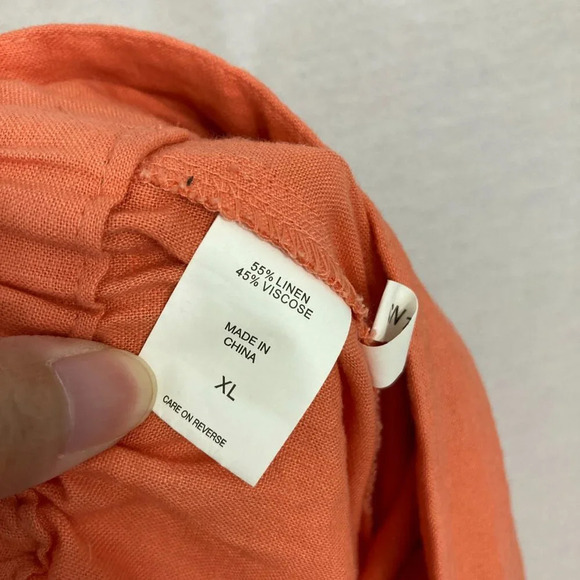 55% LINEN
45% VISCOSE
MADE IN
CHINA
XL
CARE ON REVERSE
W